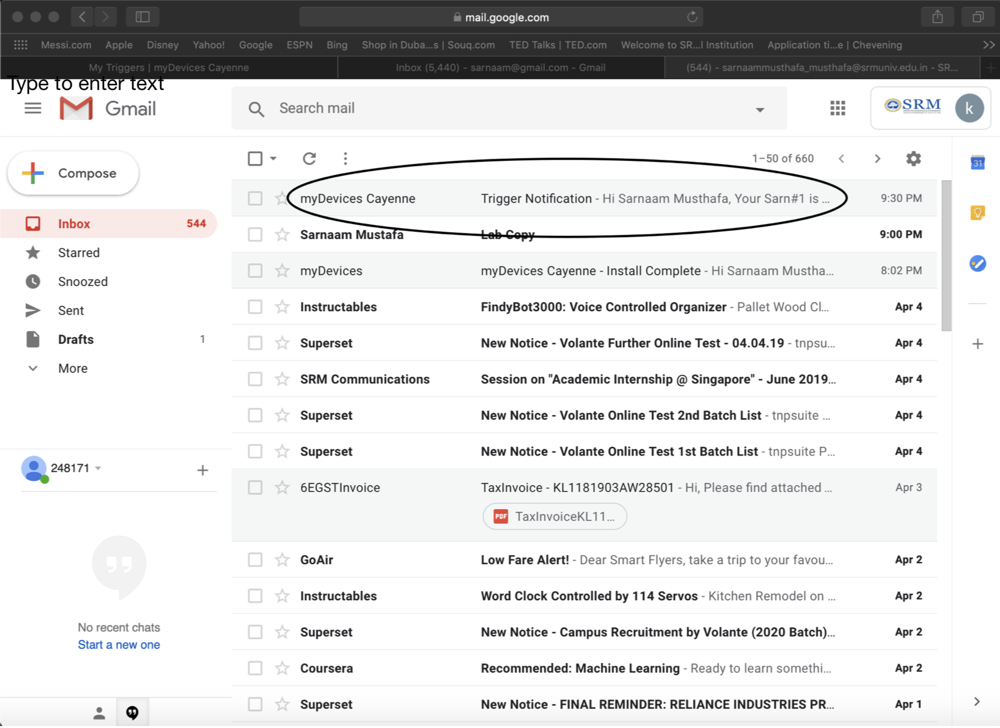 mail.google.com
Messi.com Apple Disney Yahoo! Google ESPN Bing Shop in Duba...s | Souq.com TED Talks | TED.com Welcome to SR...l Institution Application ti...e | Chevening
My Triggers | myDevices Cayenne Inbox (5,440) - sarnaam@gmail.com - Gmail (544) - sarnaammusthafa_musthafa@srmuniv.edu.in - SR...
Type to enter text
Gmail Search mail SRM k
Compose
Inbox 544
Starred
Snoozed
Sent
Drafts 1
More
248171
No recent chats
Start a new one
1–50 of 660
myDevices Cayenne Trigger Notification - Hi Sarnaam Musthafa, Your Sarn#1 is ... 9:30 PM
Sarnaam Mustafa Lab Copy 9:00 PM
myDevices myDevices Cayenne - Install Complete - Hi Sarnaam Mustha... 8:02 PM
Instructables FindyBot3000: Voice Controlled Organizer - Pallet Wood Cl... Apr 4
Superset New Notice - Volante Further Online Test - 04.04.19 - tnpsu... Apr 4
SRM Communications Session on "Academic Internship @ Singapore" - June 2019... Apr 4
Superset New Notice - Volante Online Test 2nd Batch List - tnpsuite ... Apr 4
Superset New Notice - Volante Online Test 1st Batch List - tnpsuite P... Apr 4
6EGSTInvoice TaxInvoice - KL1181903AW28501 - Hi, Please find attached ... Apr 3
PDF TaxInvoiceKL11...
GoAir Low Fare Alert! - Dear Smart Flyers, take a trip to your favou... Apr 2
Instructables Word Clock Controlled by 114 Servos - Kitchen Remodel on ... Apr 2
Superset New Notice - Campus Recruitment by Volante (2020 Batch)... Apr 2
Coursera Recommended: Machine Learning - Ready to learn somethi... Apr 2
Superset New Notice - FINAL REMINDER: RELIANCE INDUSTRIES PR... Apr 1
31